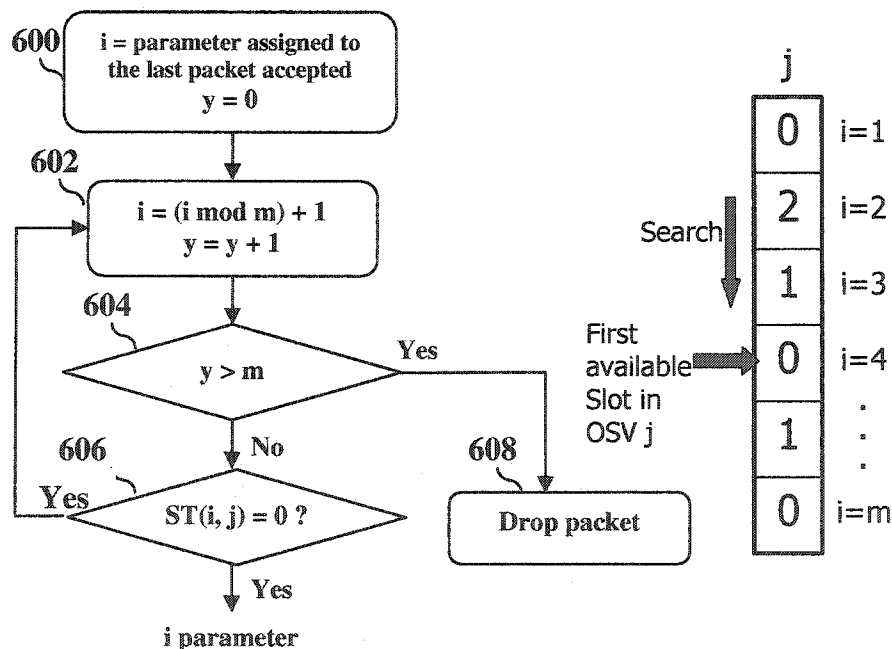 600
i = parameter assigned to
the last packet accepted
y = 0
602
i = (i mod m) + 1
y = y + 1
604
y > m
Yes
No
606
Yes
ST(i, j) = 0 ?
Yes
i parameter
608
Drop packet
j
0 i=1
2 i=2
Search
1 i=3
First
available
Slot in
OSV j
0 i=4
1
0 i=m